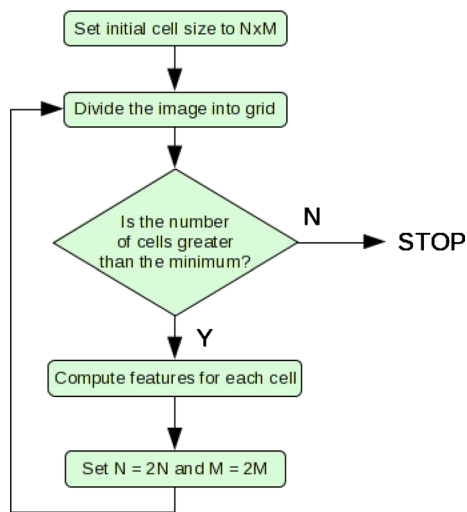 Set initial cell size to NxM
Divide the image into grid
Is the number
of cells greater
than the minimum?
N
STOP
Y
Compute features for each cell
Set N = 2N and M = 2M